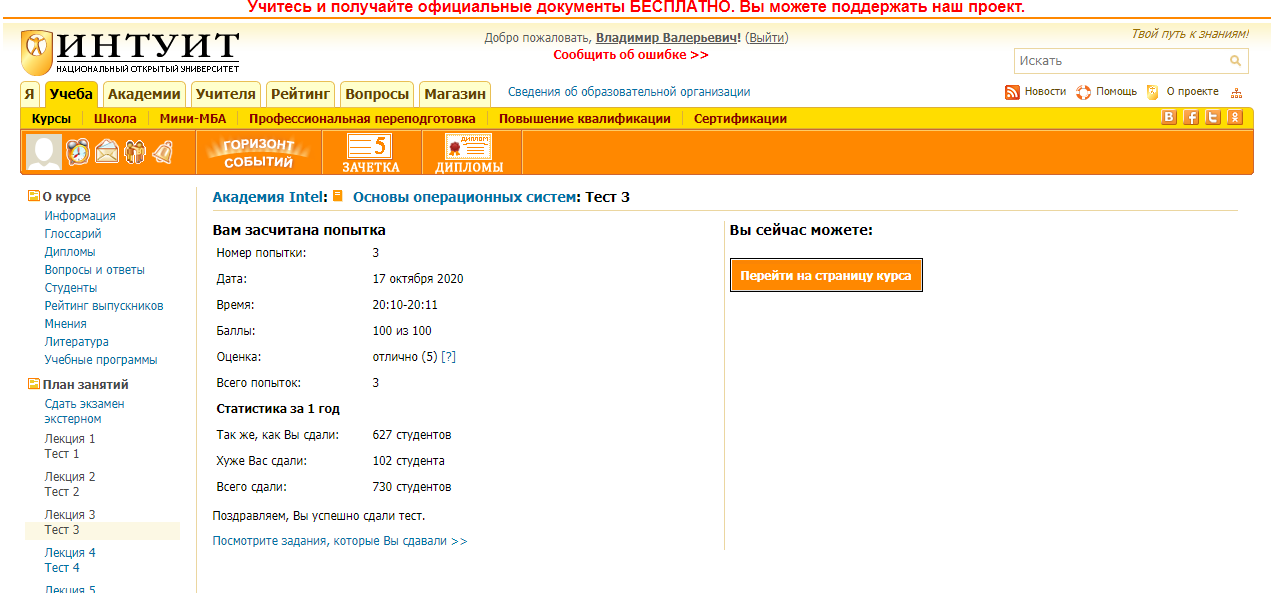 Учитесь и получайте официальные документы БЕСПЛАТНО. Вы можете поддержать наш проект.
ИНТУИТ
НАЦИОНАЛЬНЫЙ ОТКРЫТЫЙ УНИВЕРСИТЕТ
Добро пожаловать, Владимир Валерьевич! (Выйти)
Сообщить об ошибке >>
Твой путь к знаниям!
Искать
Я Учеба Академии Учителя Рейтинг Вопросы Магазин Сведения об образовательной организации
Новости Помощь О проекте
Курсы Школа Мини-МБА Профессиональная переподготовка Повышение квалификации Сертификации
ГОРИЗОНТ
СОБЫТИЙ
5
ЗАЧЕТКА
ДИПЛОМ
ДИПЛОМЫ
О курсе
Информация
Глоссарий
Дипломы
Вопросы и ответы
Студенты
Рейтинг выпускников
Мнения
Литература
Учебные программы
План занятий
Сдать экзамен
экстерном
Лекция 1
Тест 1
Лекция 2
Тест 2
Лекция 3
Тест 3
Лекция 4
Тест 4
Лекция 5
Академия Intel: Основы операционных систем: Тест 3
Вам засчитана попытка
Номер попытки: 3
Дата: 17 октября 2020
Время: 20:10-20:11
Баллы: 100 из 100
Оценка: отлично (5) [?]
Всего попыток: 3
Статистика за 1 год
Так же, как Вы сдали: 627 студентов
Хуже Вас сдали: 102 студента
Всего сдали: 730 студентов
Поздравляем, Вы успешно сдали тест.
Посмотрите задания, которые Вы сдавали >>
Вы сейчас можете:
Перейти на страницу курса